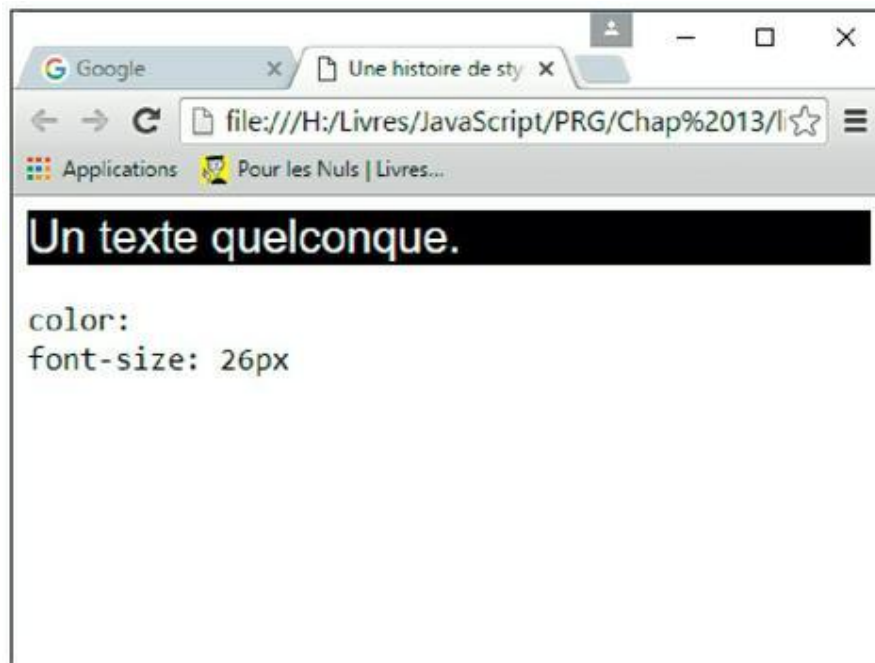 Google
Une histoire de sty
file:///H:/Livres/JavaScript/PRG/Chap%2013/li
Applications
Pour les Nuls | Livres...
Un texte quelconque.
color:
font-size: 26px